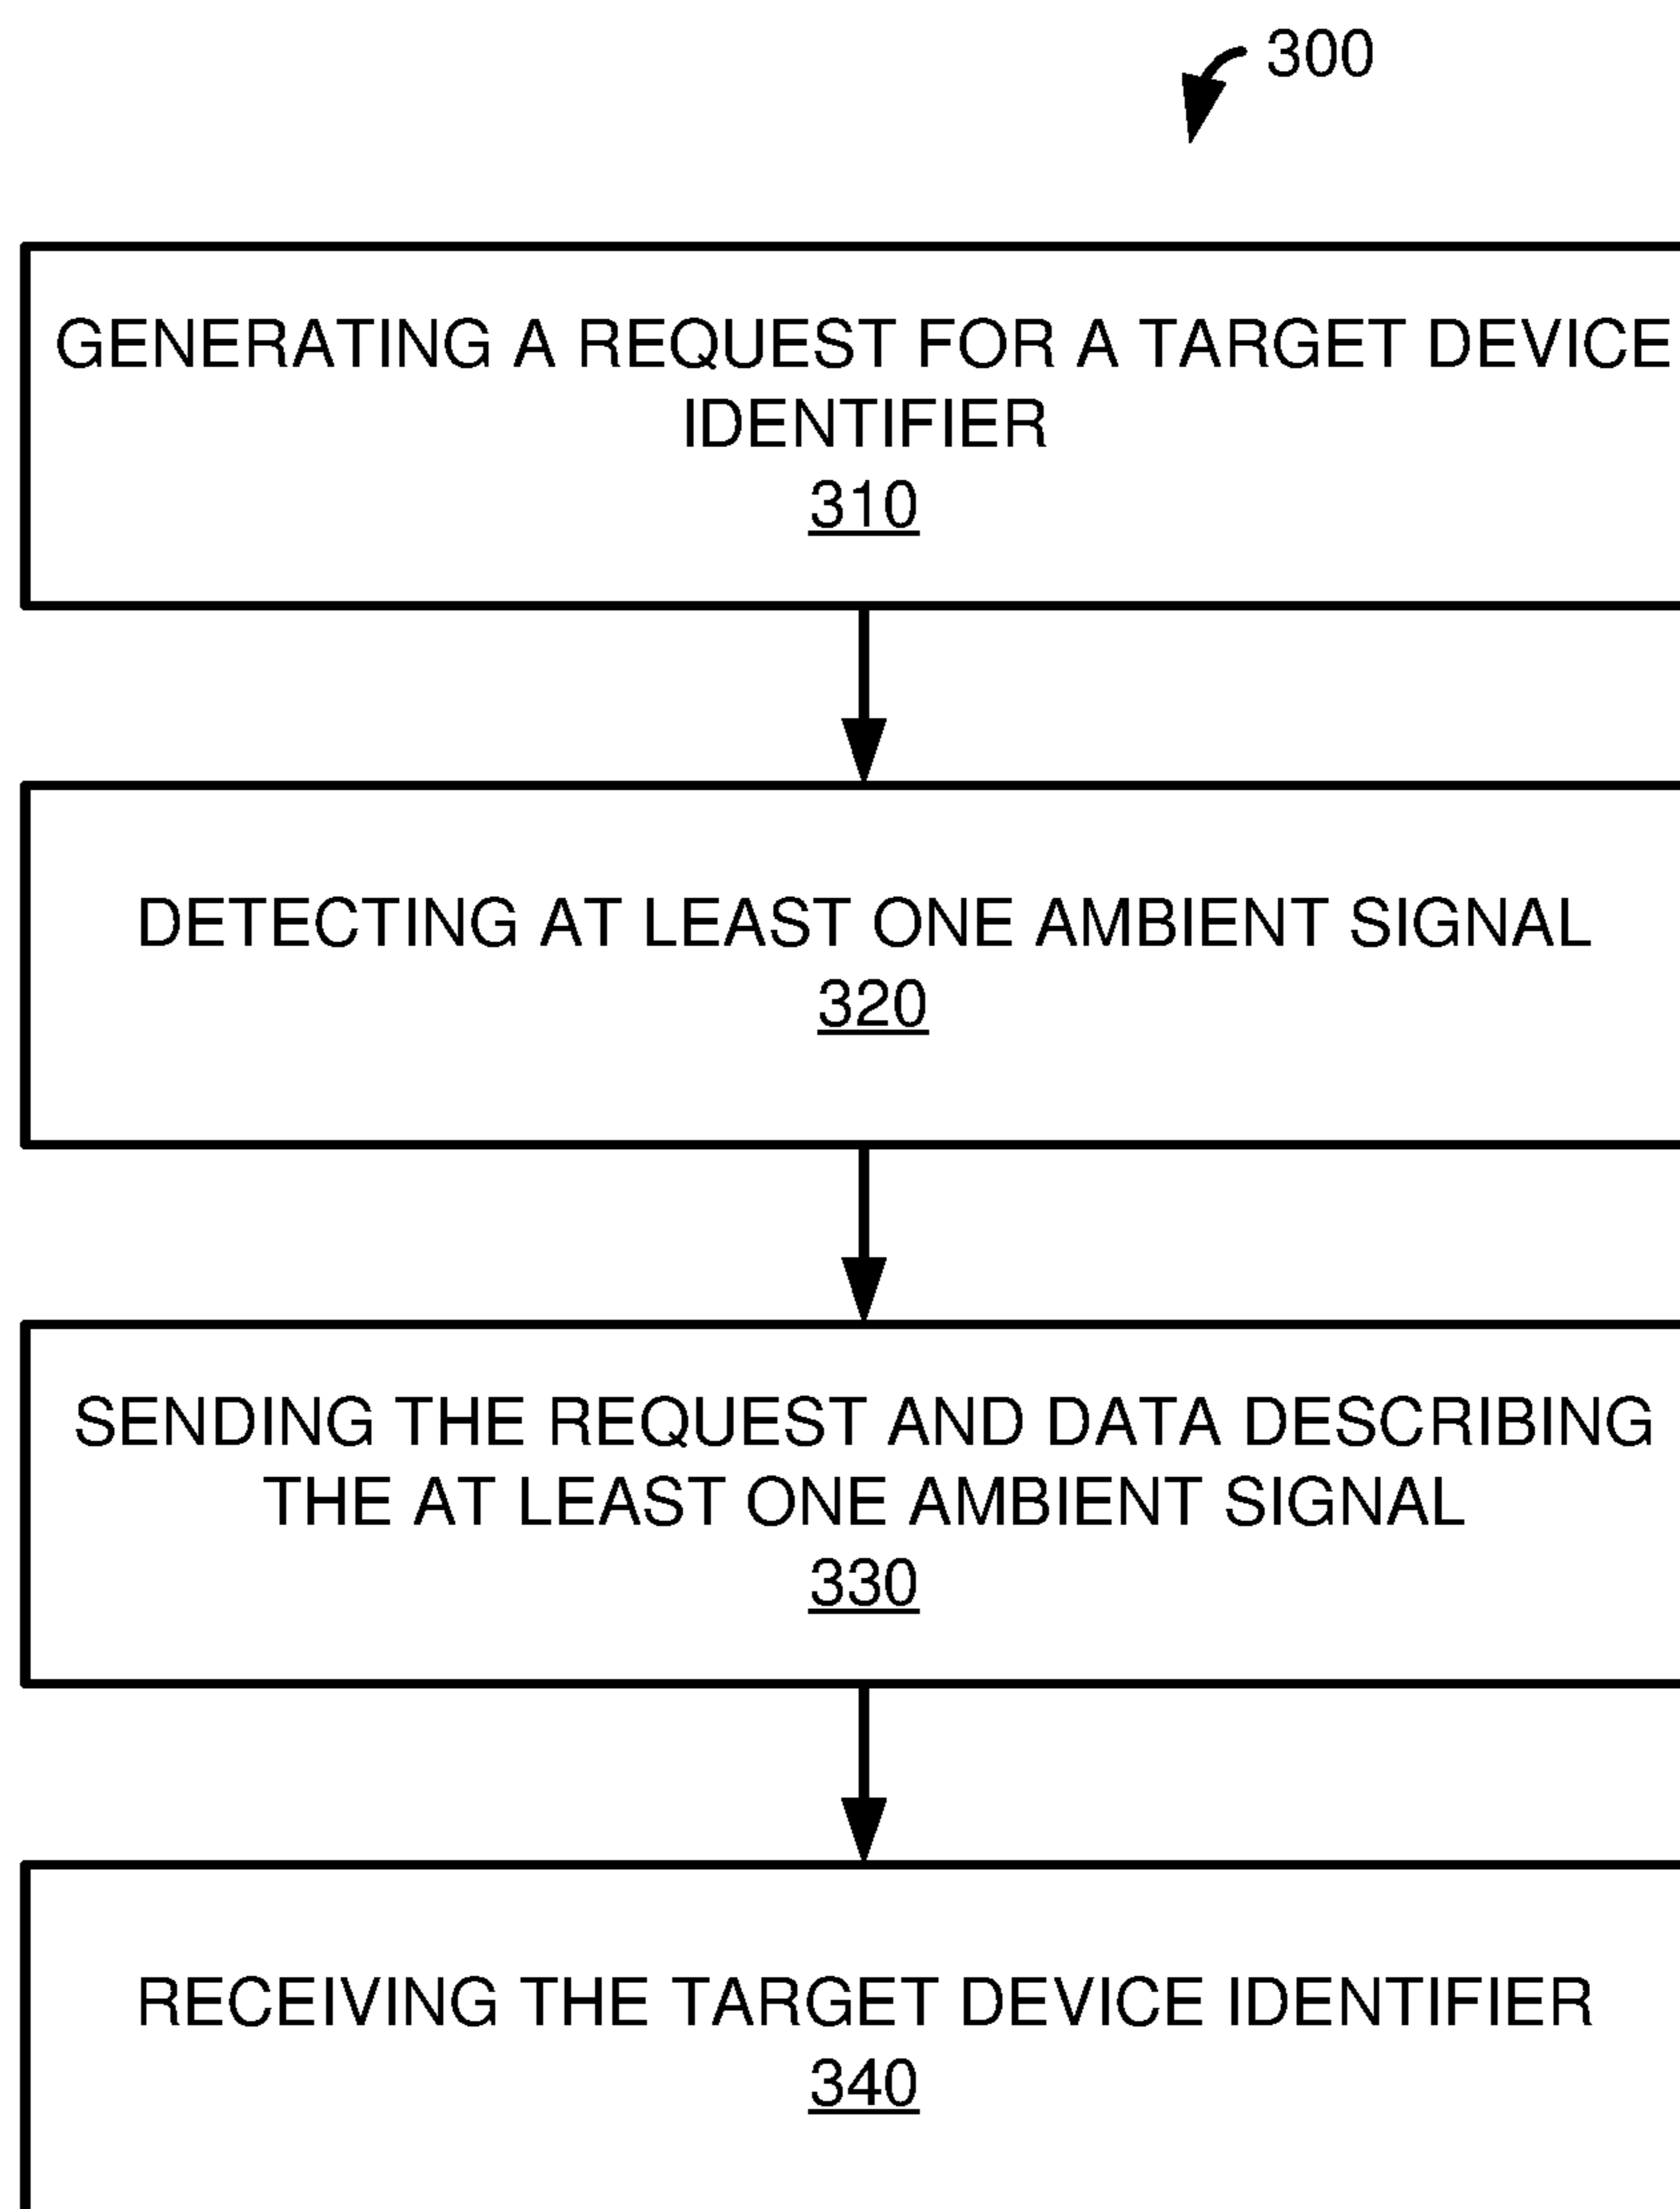 300
GENERATING A REQUEST FOR A TARGET DEVICE
IDENTIFIER
310
DETECTING AT LEAST ONE AMBIENT SIGNAL
320
SENDING THE REQUEST AND DATA DESCRIBING
THE AT LEAST ONE AMBIENT SIGNAL
330
RECEIVING THE TARGET DEVICE IDENTIFIER
340